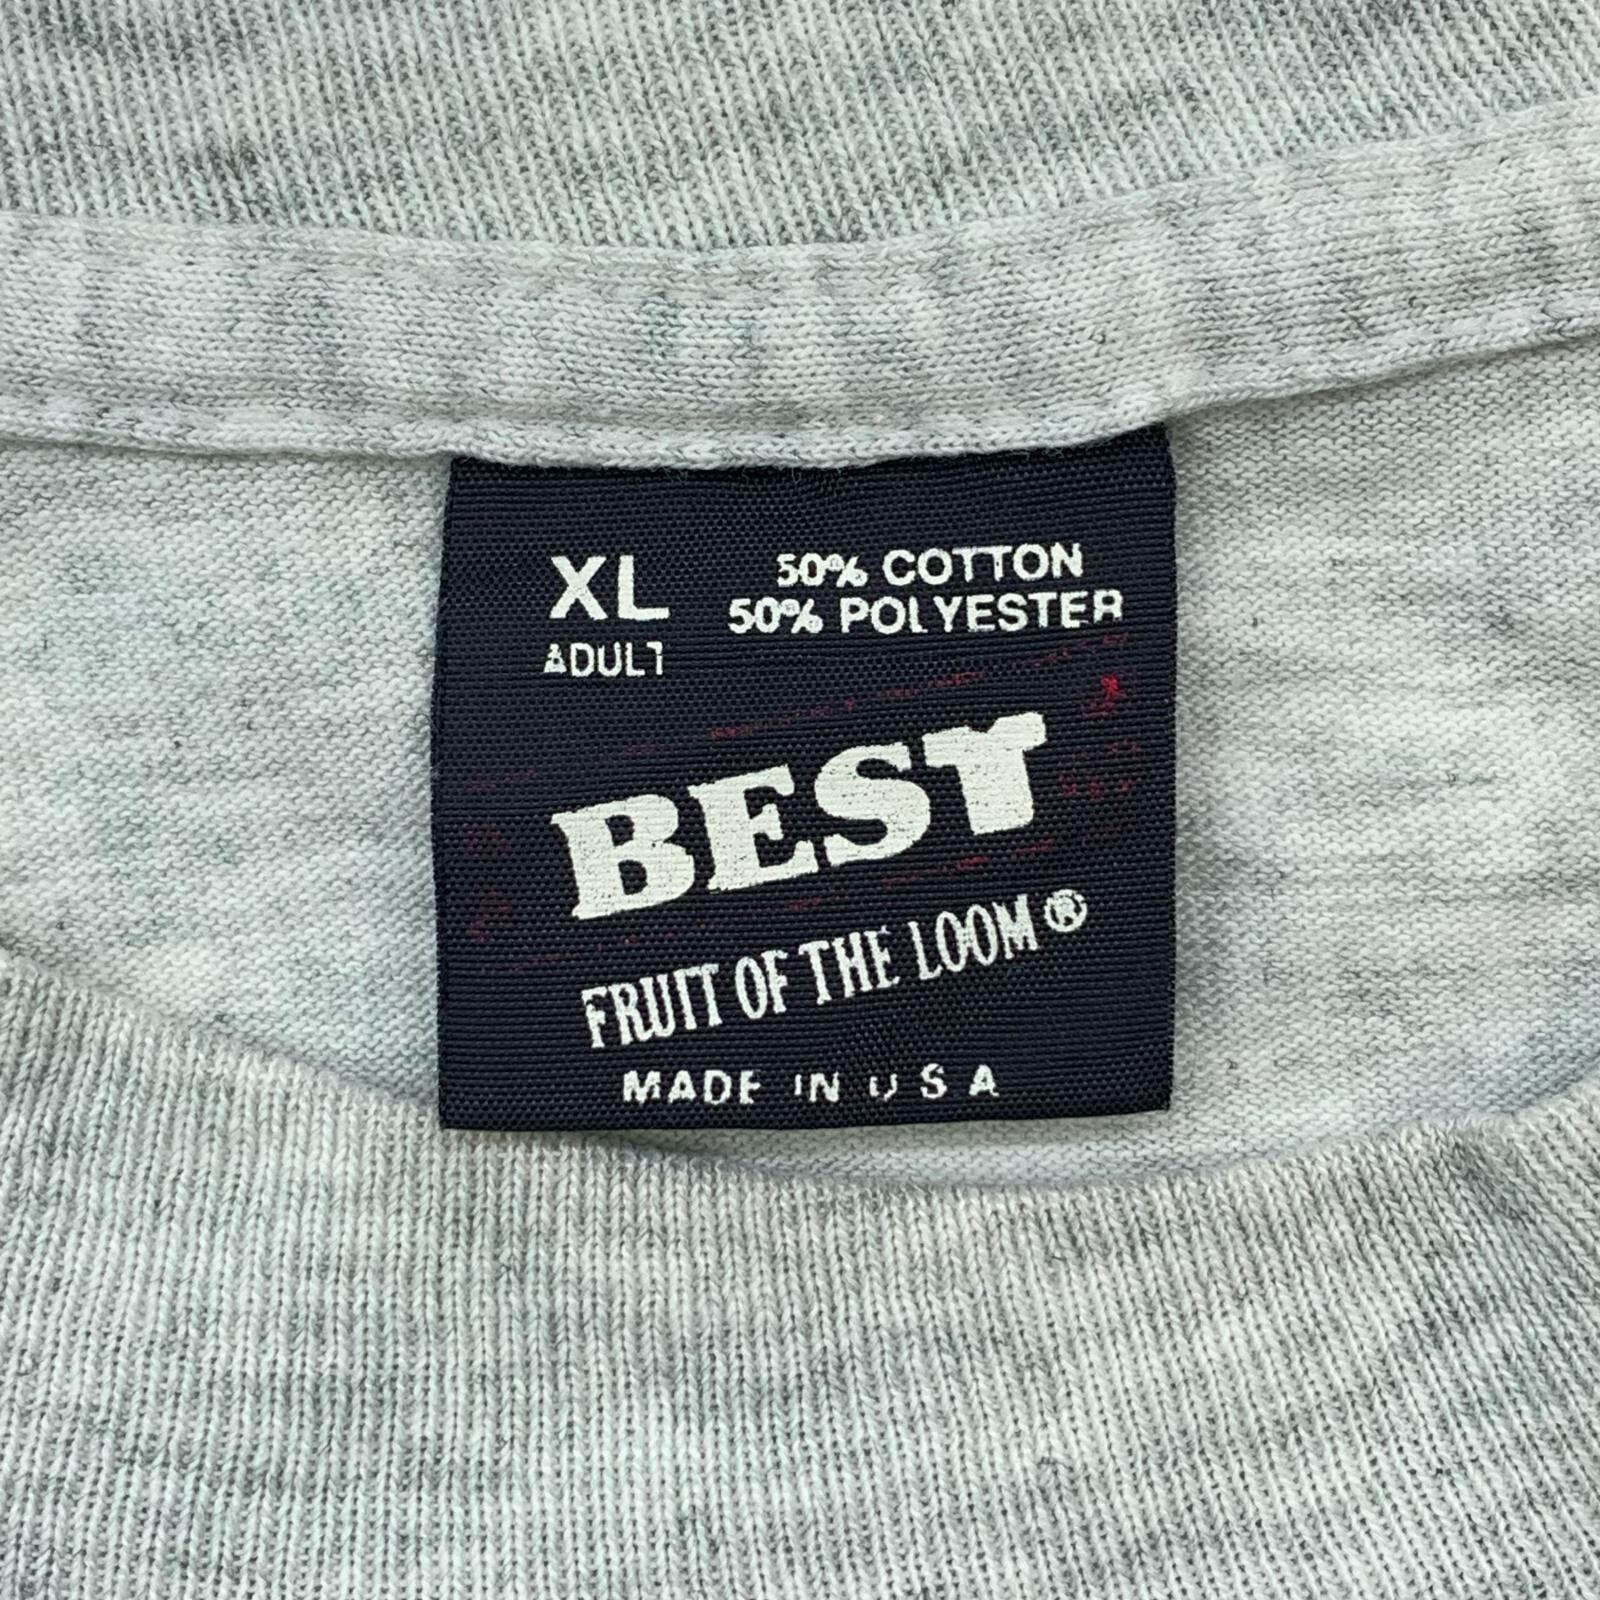 XL
ADULT
50% COTTON
50% POLYESTER
BEST
FRUIT OF THE LOOM®
MADE IN U S A